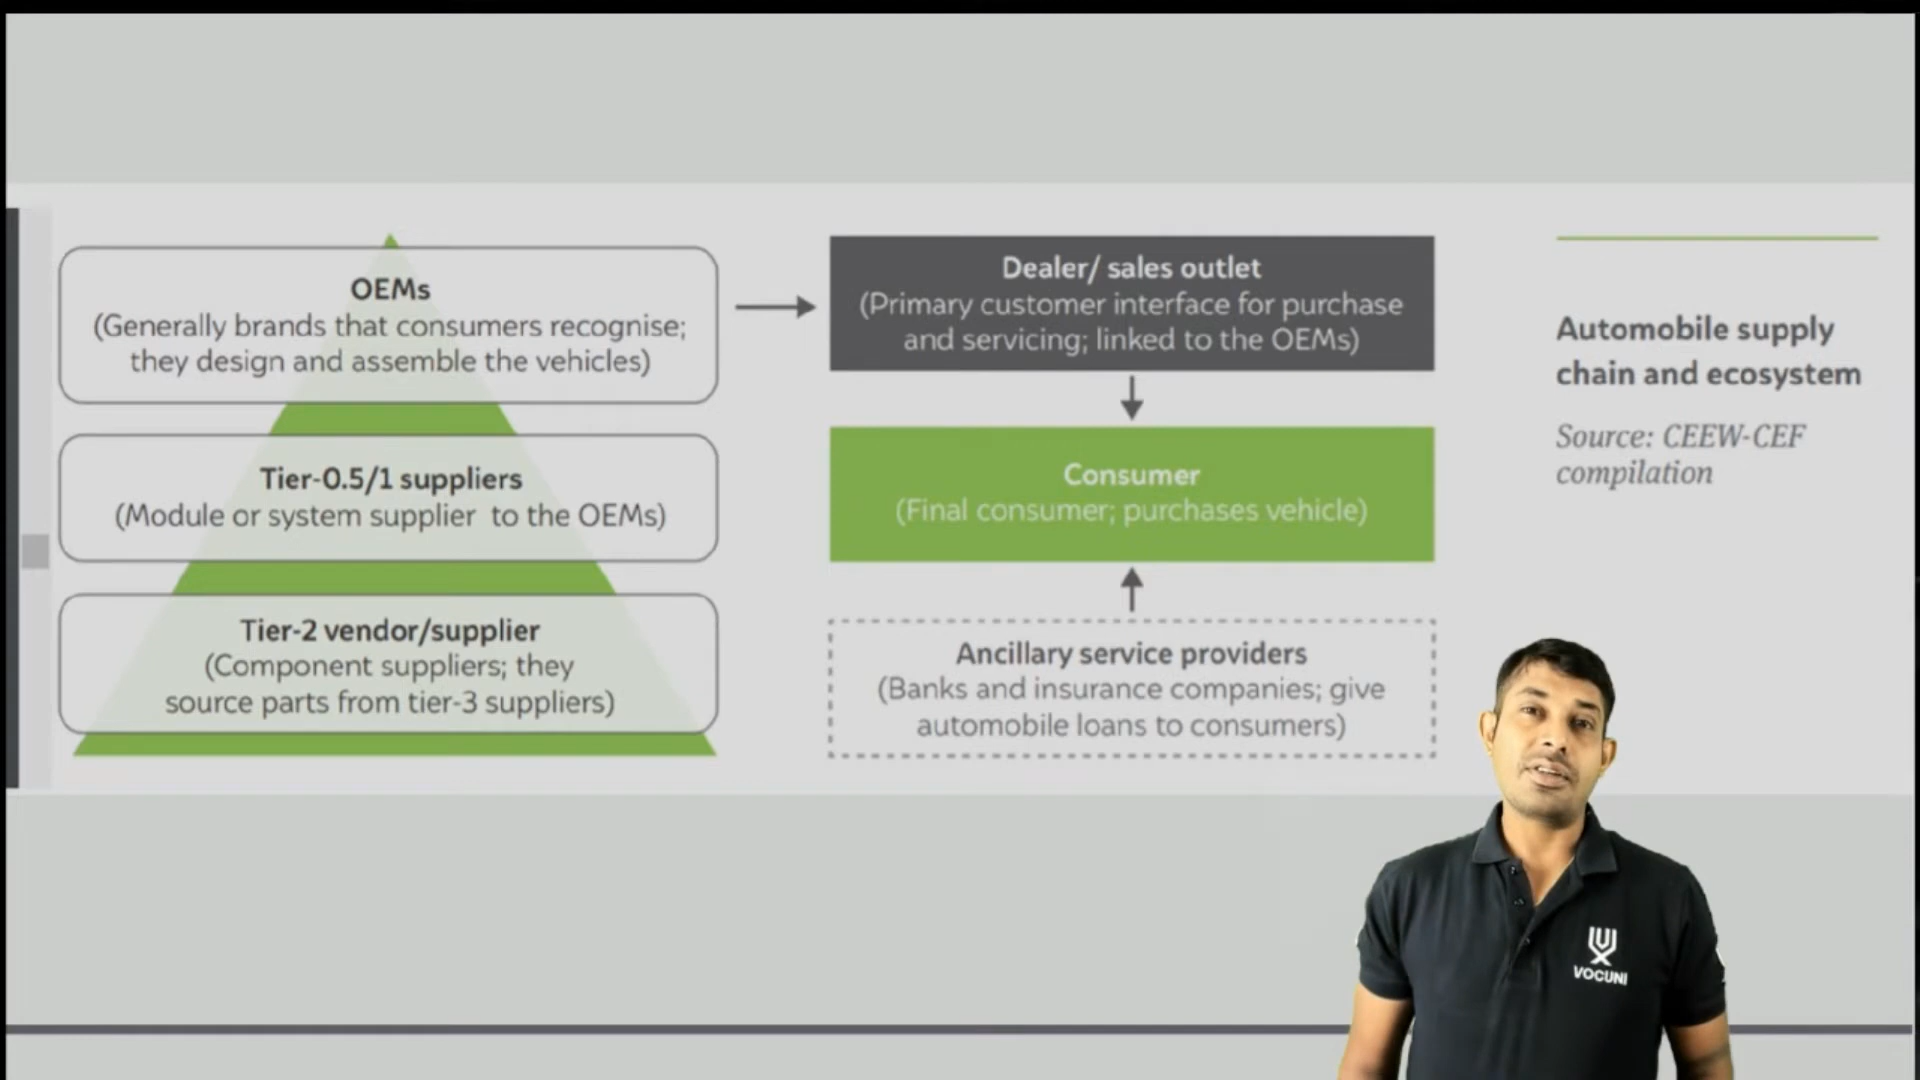 OEMs
(Generally brands that consumers recognise;
they design and assemble the vehicles)
Tier-0.5/1 suppliers
(Module or system supplier to the OEMs)
Tier-2 vendor/supplier
(Component suppliers; they
source parts from tier-3 suppliers)
Dealer/ sales outlet
(Primary customer interface for purchase
and servicing; linked to the OEMs)
Consumer
(Final consumer; purchases vehicle)
Ancillary service providers
(Banks and insurance companies; give
automobile loans to consumers)
Automobile supply
chain and ecosystem
Source: CEEW-CEF
compilation
VOCUNI